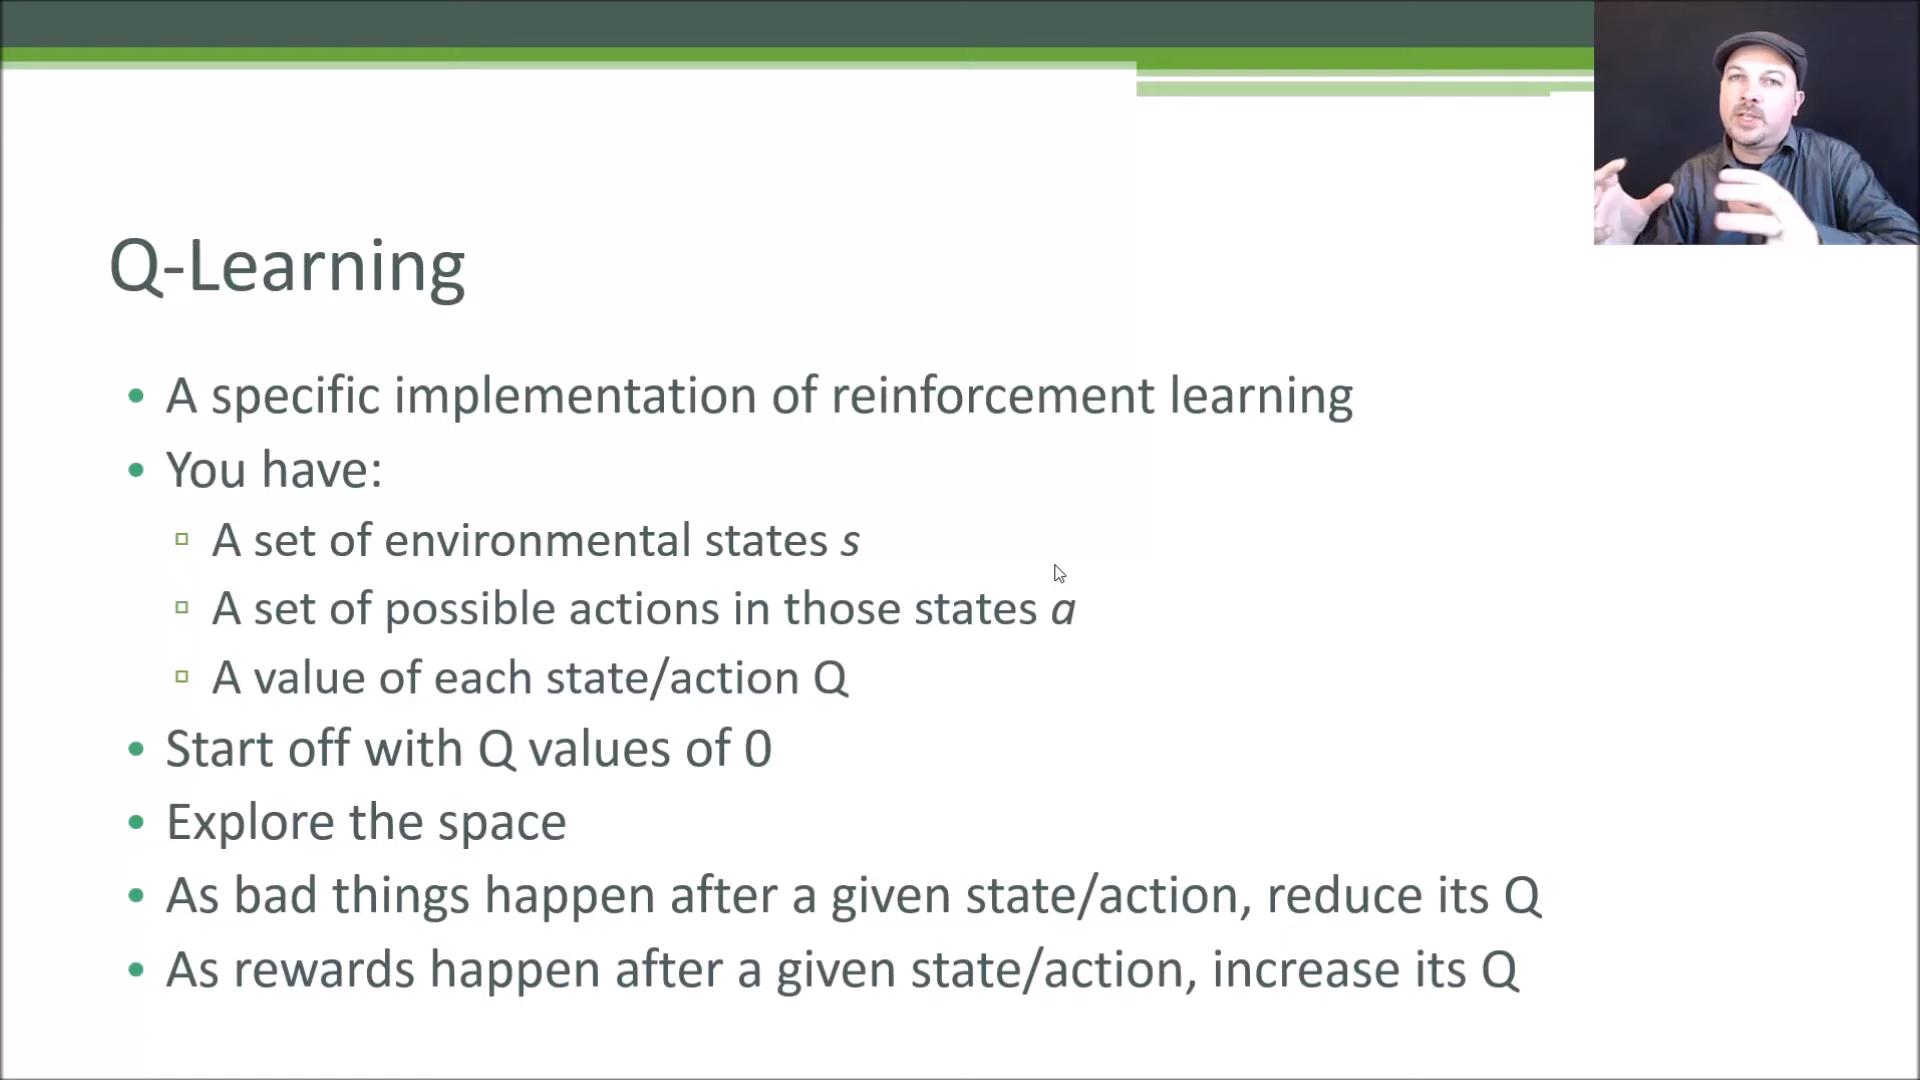 Q-Learning
• A specific implementation of reinforcement learning
• You have:
▫ A set of environmental states s
▫ A set of possible actions in those states a
▫ A value of each state/action Q
• Start off with Q values of 0
• Explore the space
• As bad things happen after a given state/action, reduce its Q
• As rewards happen after a given state/action, increase its Q